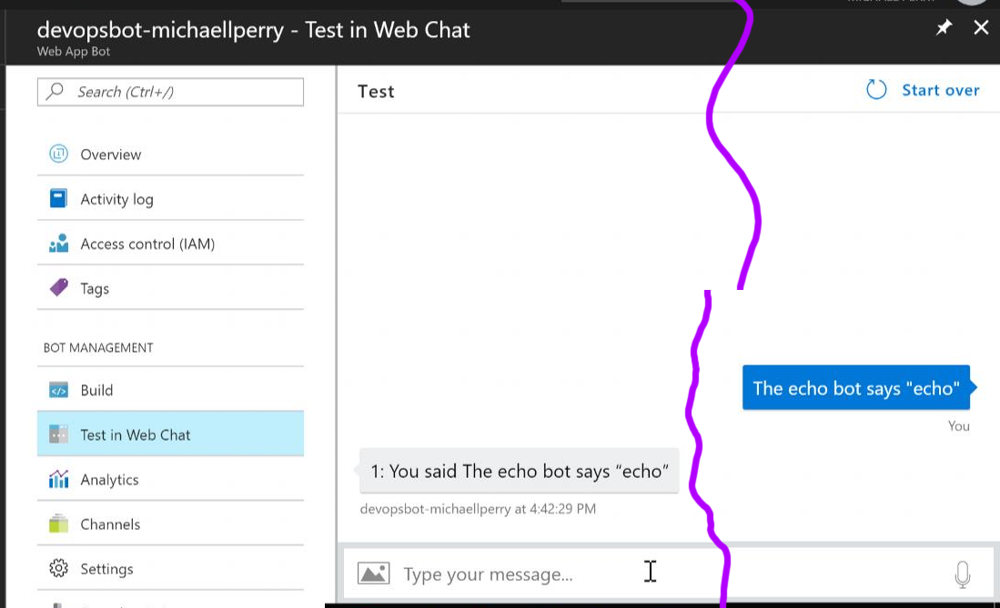 devopsbot-michaellperry - Test in Web Chat
Web App Bot
Search (Ctrl+/)
Overview
Activity log
Access control (IAM)
Tags
BOT MANAGEMENT
Build
Test in Web Chat
Analytics
Channels
Settings
Test
Start over
The echo bot says "echo"
You
1: You said The echo bot says “echo”
devopsbot-michaellperry at 4:42:29 PM
Type your message...